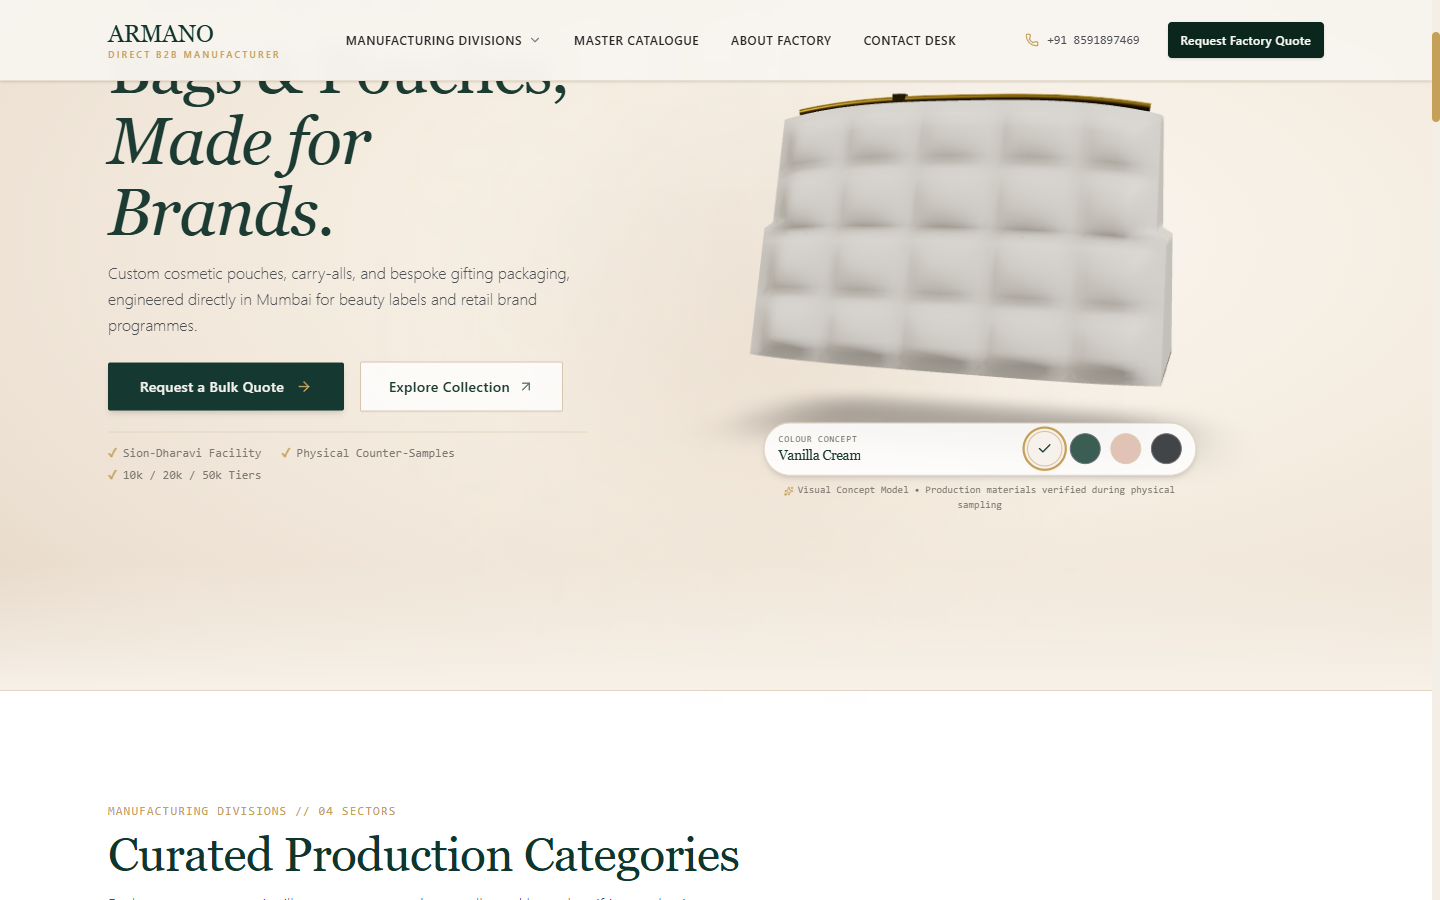 ARMANO
DIRECT B2B MANUFACTURER
MANUFACTURING DIVISIONS
MASTER CATALOGUE
ABOUT FACTORY
CONTACT DESK
+91 8591897469
Request Factory Quote
Bags & Pouches,
Made for
Brands.
Custom cosmetic pouches, carry-alls, and bespoke gifting packaging,
engineered directly in Mumbai for beauty labels and retail brand
programmes.
Request a Bulk Quote
Explore Collection
Sion-Dharavi Facility
Physical Counter-Samples
10k / 20k / 50k Tiers
COLOUR CONCEPT
Vanilla Cream
Visual Concept Model • Production materials verified during physical
sampling
MANUFACTURING DIVISIONS // 04 SECTORS
Curated Production Categories